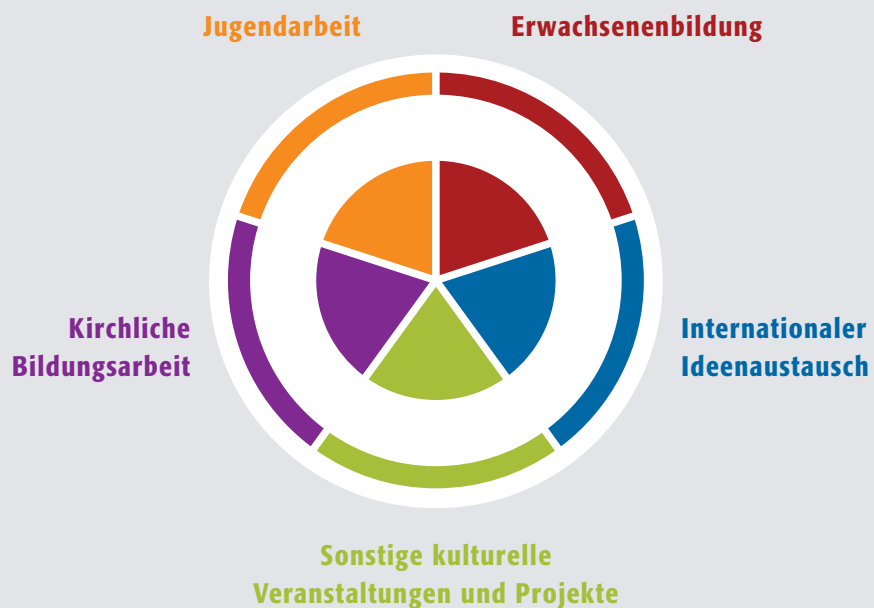 Jugendarbeit
Erwachsenenbildung
Kirchliche
Bildungsarbeit
Internationaler
Ideenaustausch
Sonstige kulturelle
Veranstaltungen und Projekte